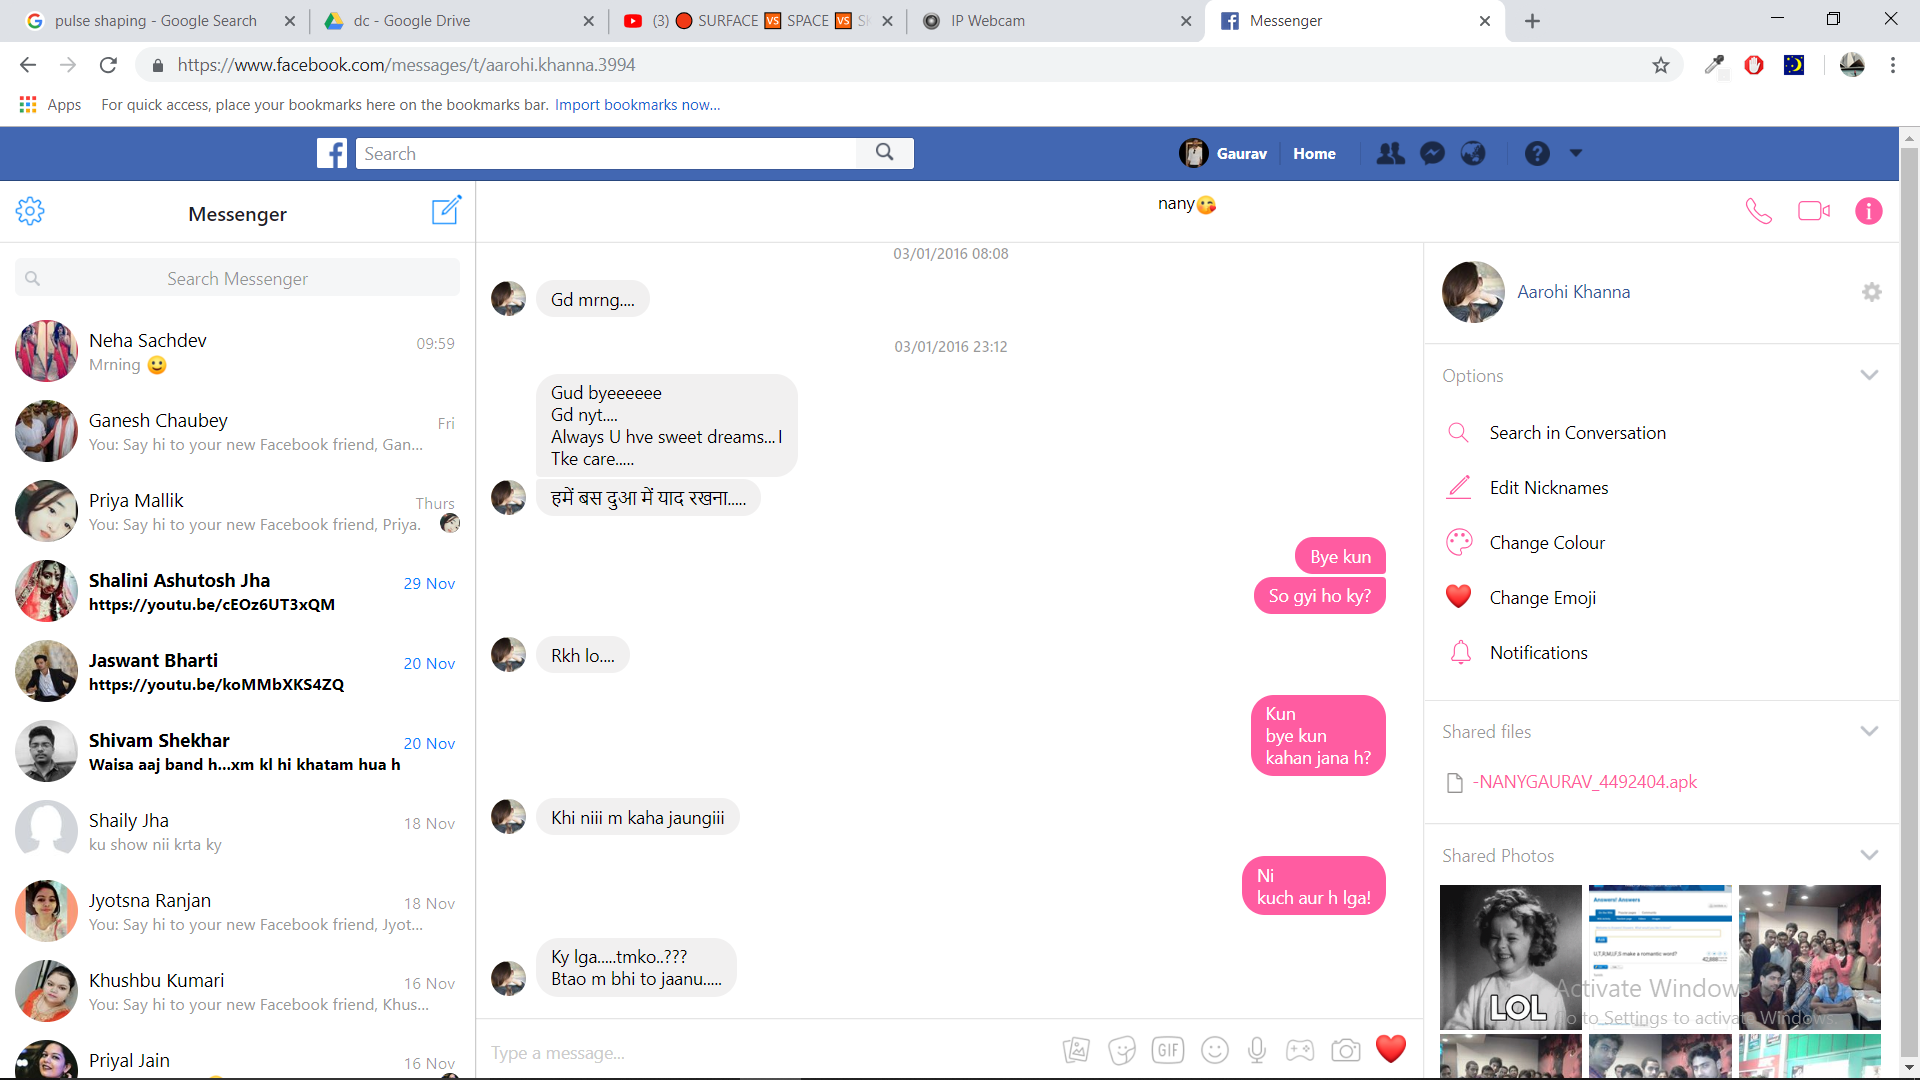 pulse shaping - Google Search
dc - Google Drive
(3) 🔴 SURFACE 🆚 SPACE 🆚
IP Webcam
Messenger
https://www.facebook.com/messages/t/aarohi.khanna.3994
Apps
For quick access, place your bookmarks here on the bookmarks bar. Import bookmarks now...
Search
Gaurav
Home
Messenger
nany😘
Search Messenger
Neha Sachdev
09:59
Mrning 🙂
Ganesh Chaubey
Fri
You: Say hi to your new Facebook friend, Gan...
Priya Mallik
Thurs
You: Say hi to your new Facebook friend, Priya.
Shalini Ashutosh Jha
29 Nov
https://youtu.be/cEOz6UT3xQM
Jaswant Bharti
20 Nov
https://youtu.be/koMMbXKS4ZQ
Shivam Shekhar
20 Nov
Waisa aaj band h...xm kl hi khatam hua h
Shaily Jha
18 Nov
ku show nii krta ky
Jyotsna Ranjan
18 Nov
You: Say hi to your new Facebook friend, Jyot...
Khushbu Kumari
16 Nov
You: Say hi to your new Facebook friend, Khus...
Priyal Jain
16 Nov
03/01/2016 08:08
Gd mrng....
03/01/2016 23:12
Gud byeeeeee
Gd nyt....
Always U hve sweet dreams...I
Tke care.....
हमें बस दुआ में याद रखना.....
Bye kun
So gyi ho ky?
Rkh lo....
Kun
bye kun
kahan jana h?
Khi niii m kaha jaungiii
Ni
kuch aur h lga!
Ky lga.....tmko..???
Btao m bhi to jaanu.....
Type a message...
GIF
Aarohi Khanna
Options
Search in Conversation
Edit Nicknames
Change Colour
Change Emoji
Notifications
Shared files
-NANYGAURAV_4492404.apk
Shared Photos
LOL
Answers! Answers
U,T,R,M,I,F,S make a romantic word?
Activate Windows
to Settings to activate Windows.